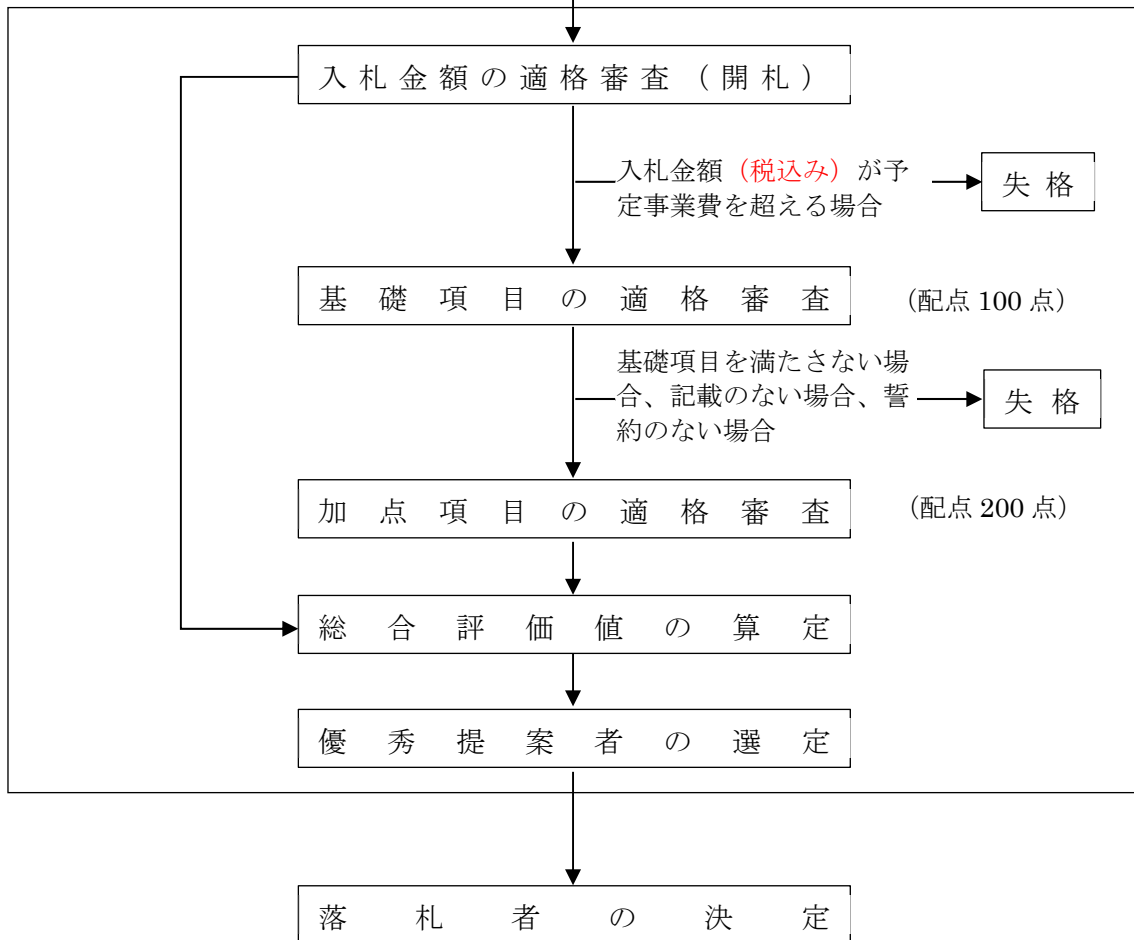 入札金額の適格審査（開札）
入札金額（税込み）が予
定事業費を超える場合
失格
基礎項目の適格審査
（配点 100 点）
基礎項目を満たさない場
合、記載のない場合、誓
約のない場合
失格
加点項目の適格審査
（配点 200 点）
総合評価値の算定
優秀提案者の選定
落札者の決定